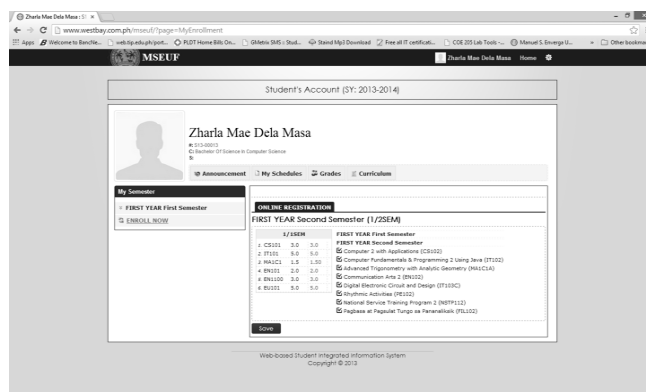 Zharla Mae Dela Masa : S
www.westbay.com.ph/mseuf/?page=MyEnrollment
Apps Welcome to BencNe... web.tip.edu.ph/port... PLDT Home Bills On... GMetrix SMS : Stud... Staind Mp3 Download Free all IT certificati... COE 205 Lab Tools -... Manuel S. Enverga U... » Other bookmar
MSEUF Zharla Mae Dela Masa Home
Student's Account (SY: 2013-2014)
Zharla Mae Dela Masa
#: S13-00013
C: Bachelor Of Science in Computer Science
S:
Announcement My Schedules Grades Curriculum
My Semester
FIRST YEAR First Semester
ENROLL NOW
ONLINE REGISTRATION
FIRST YEAR Second Semester (1/2SEM)
1/1SEM
1 CS101 3.0 3.0
2 IT101 5.0 5.0
3 MA1C1 1.5 1.50
4 EN101 2.0 2.0
5 EN1100 3.0 3.0
6 EU101 5.0 5.0
FIRST YEAR First Semester
FIRST YEAR Second Semester
Computer 2 with Applications (CS102)
Computer Fundamentals & Programming 2 Using Java (IT102)
Advanced Trigonometry with Analytic Geometry (MA1C1A)
Communication Arts 2 (EN102)
Digital Electronic Circuit and Design (IT103C)
Rhythmic Activities (PE102)
National Service Training Program 2 (NSTP112)
Pagbasa at Pagsulat Tungo sa Pananaliksik (FIL102)
Save
Web-based Student Integrated Information System
Copyright © 2013